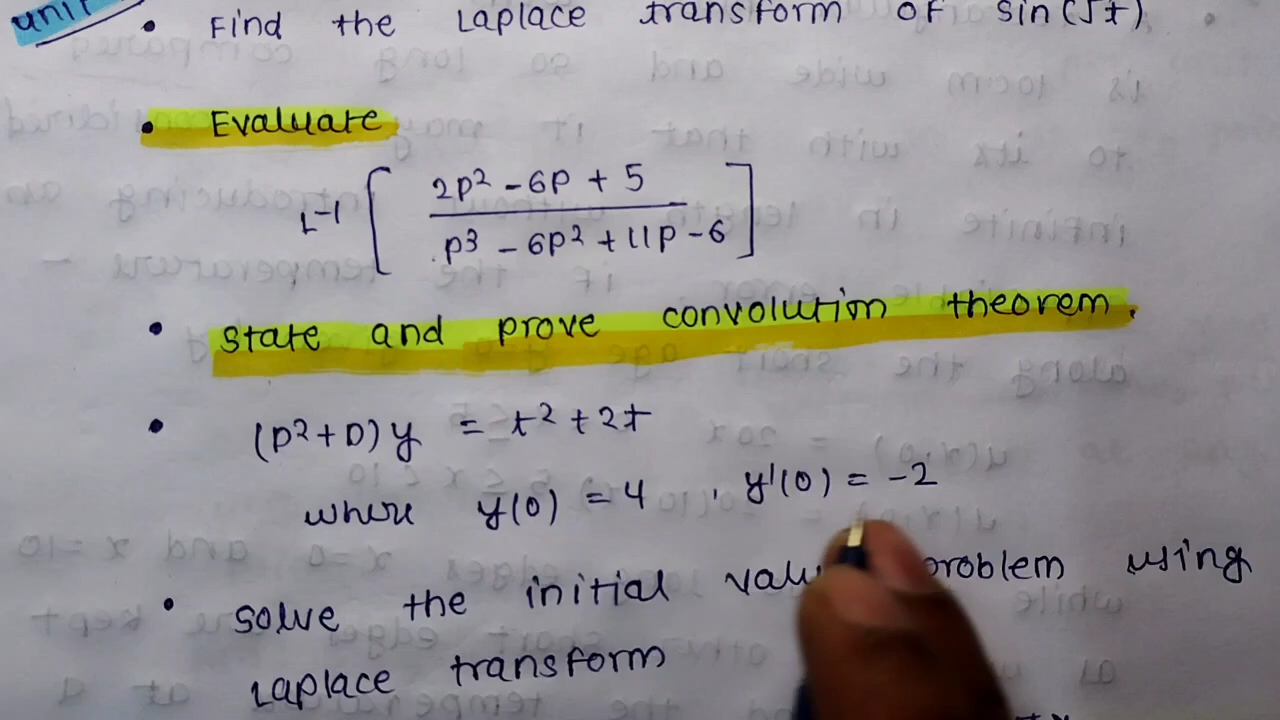 unit
• Find the Laplace transform of sin(√t)
• Evaluate
L⁻¹ [ (2p² - 6p + 5) / (p³ - 6p² + 11p - 6) ]
• State and prove convolution theorem.
• (D² + D) y = t² + 2t
where y(0) = 4 , y'(0) = -2
• solve the initial problem using
Laplace transform